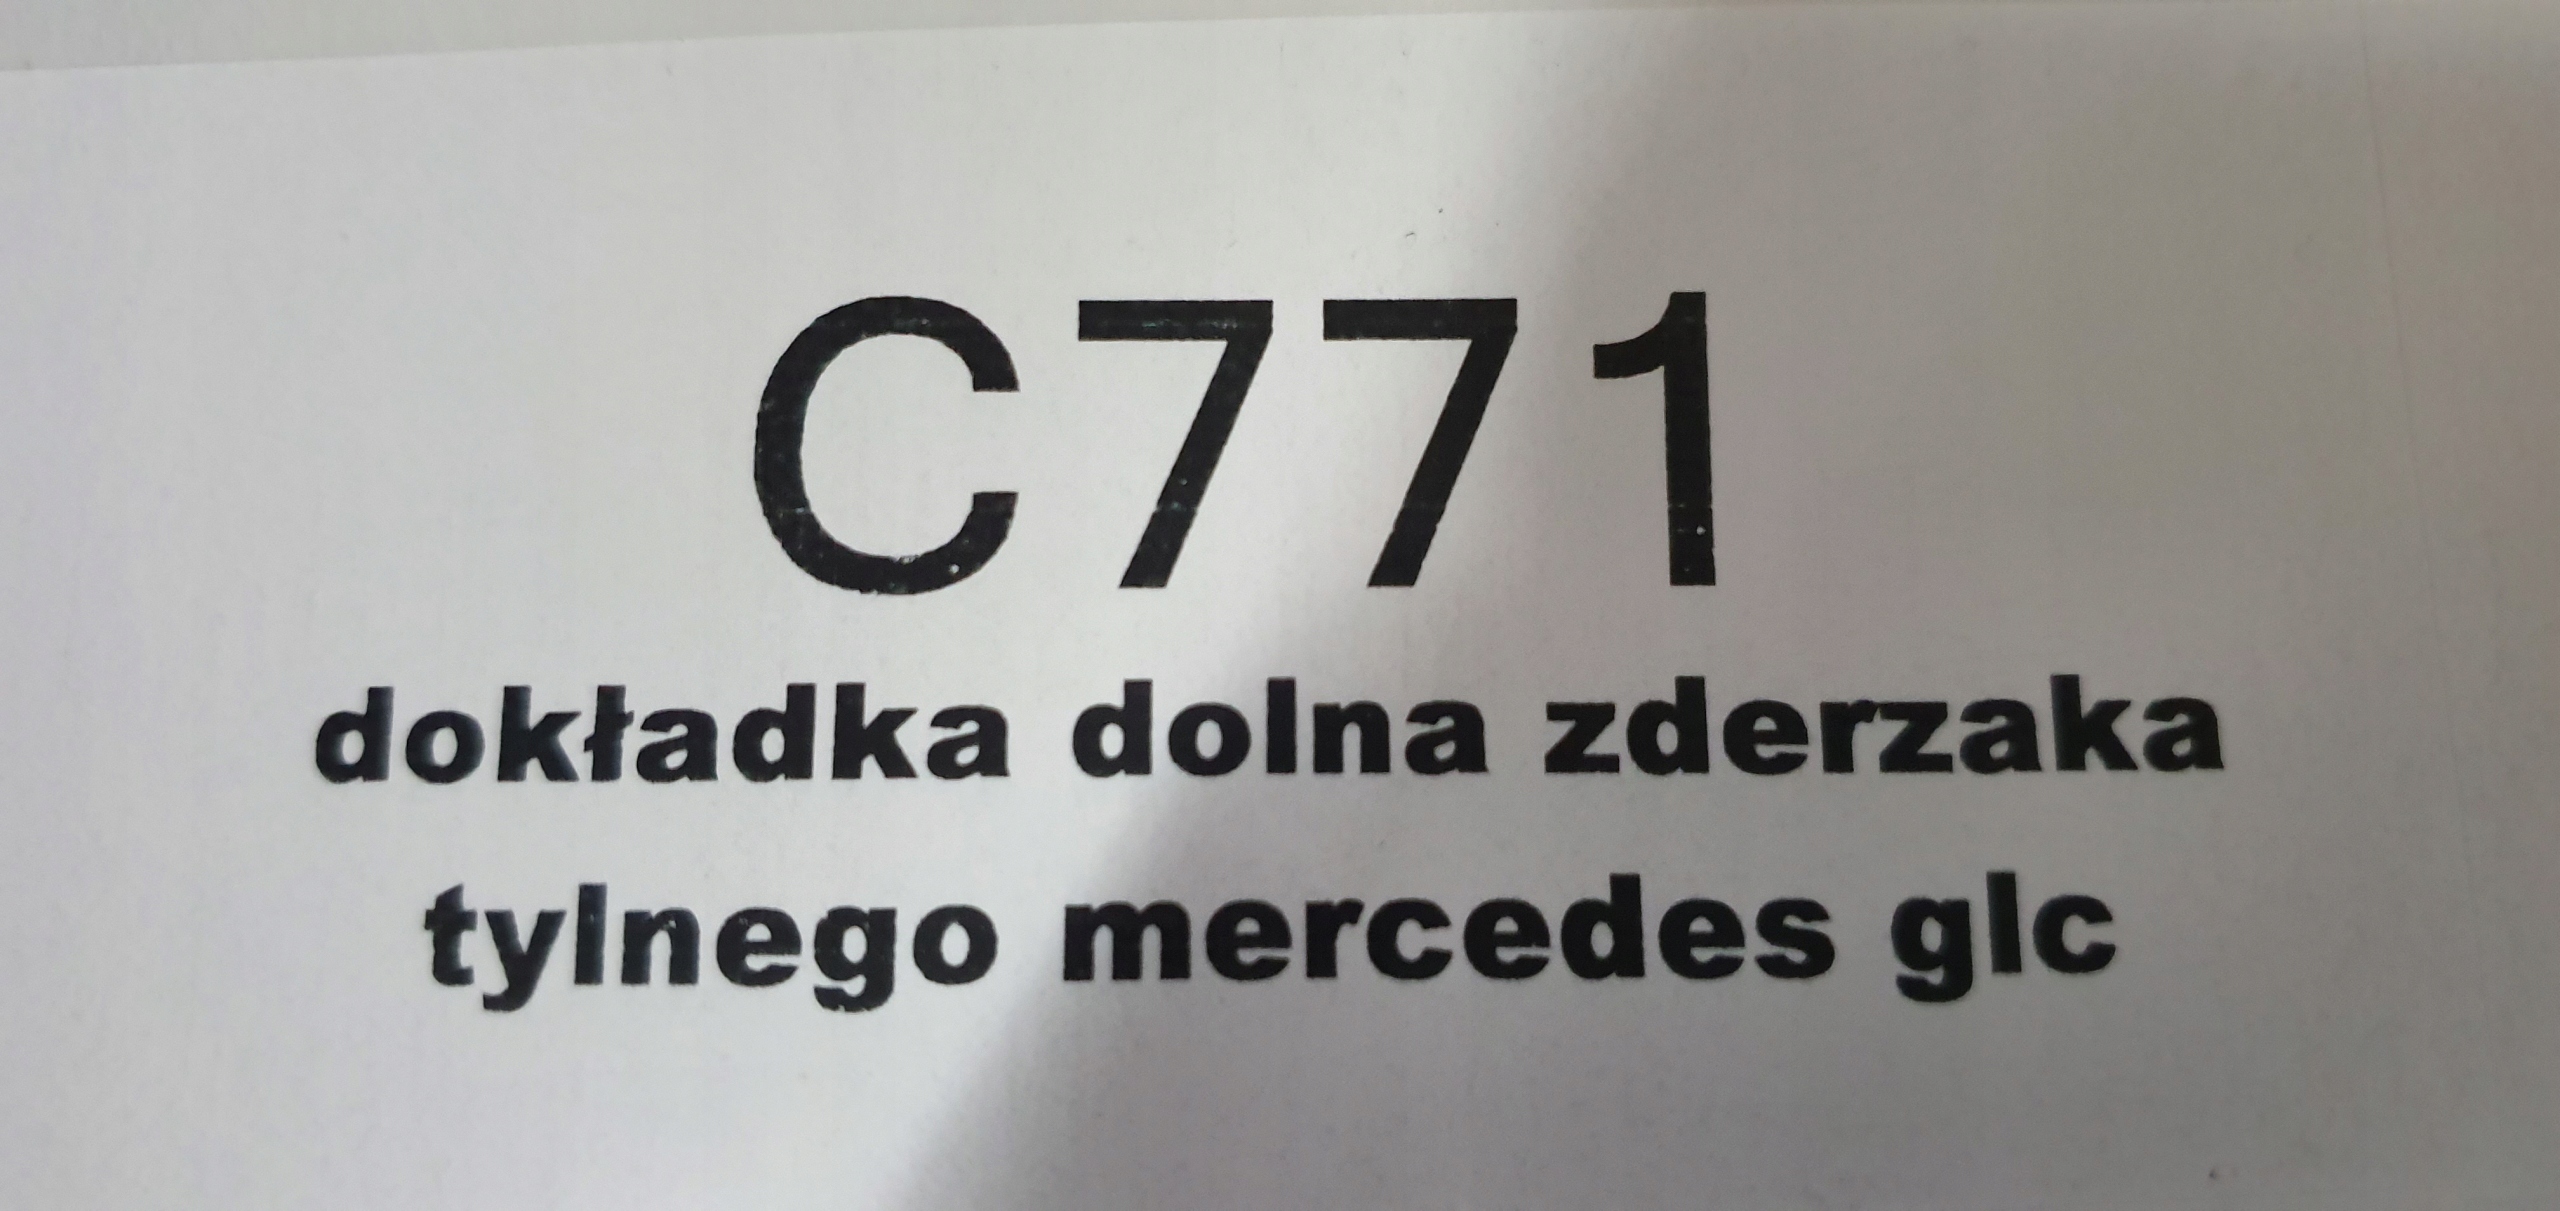 C771
dokładka dolna zderzaka
tylnego mercedes glc